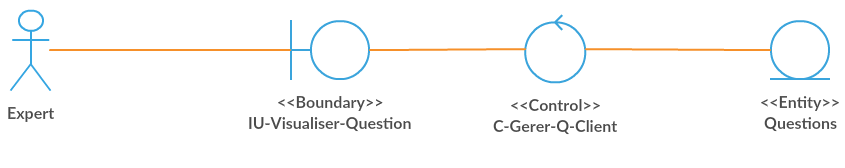 Expert
<<Boundary>>
IU-Visualiser-Question
<<Control>>
C-Gerer-Q-Client
<<Entity>>
Questions